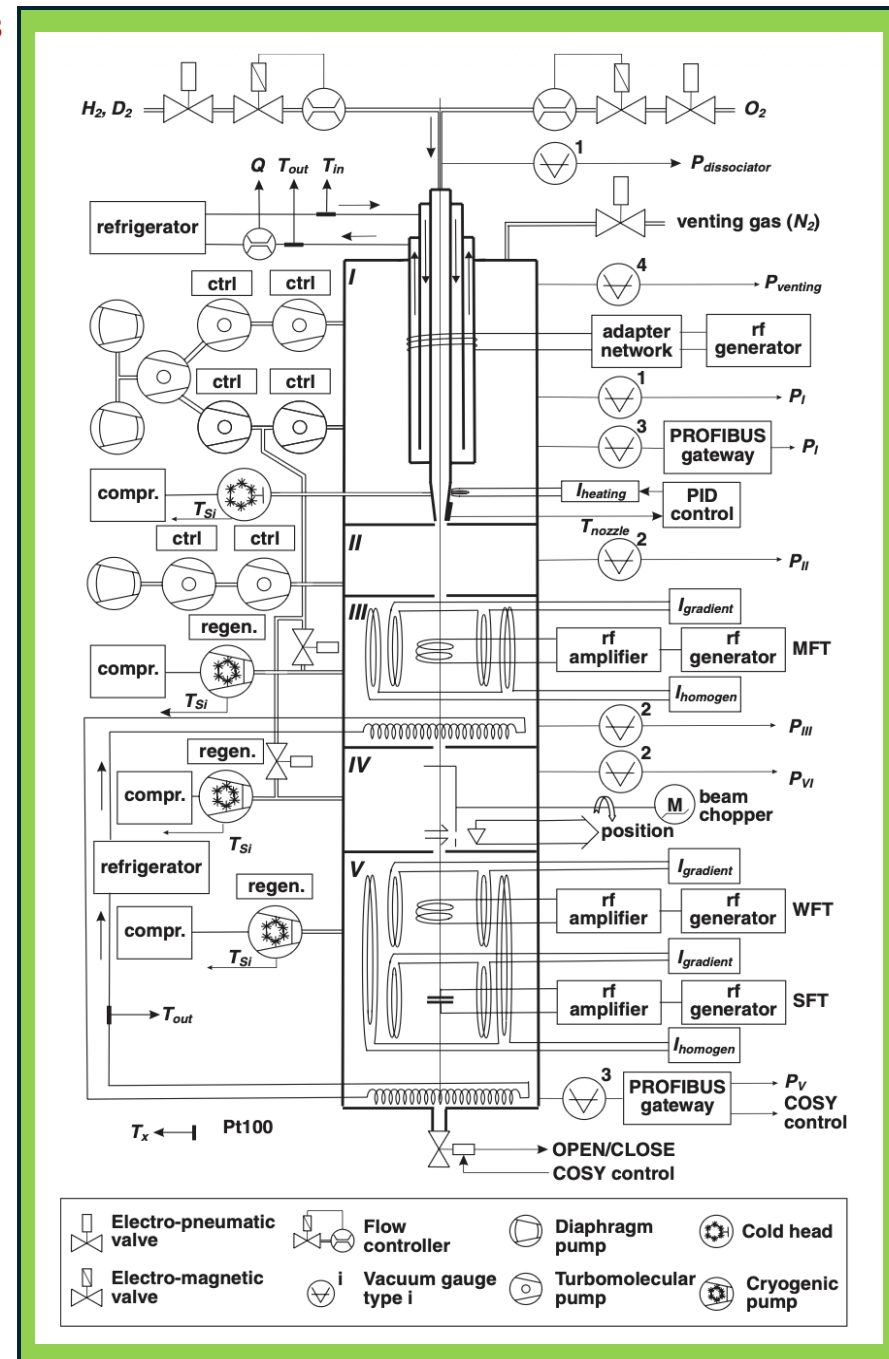 H2, D2
O2
1
Pdissociator
Q
Tout
Tin
refrigerator
venting gas (N2)
I
4
Pventing
ctrl
ctrl
adapter
network
rf
generator
ctrl
ctrl
1
PI
3
PROFIBUS
gateway
PI
compr.
TSi
Iheating
PID
control
Tnozzle
ctrl
ctrl
II
2
PII
regen.
III
Igradient
rf
amplifier
rf
generator
MFT
compr.
TSi
Ihomogen
2
PIII
regen.
IV
2
PVI
compr.
TSi
M
beam
chopper
position
refrigerator
V
Igradient
regen.
rf
amplifier
rf
generator
WFT
compr.
TSi
Igradient
rf
amplifier
rf
generator
SFT
Tout
Ihomogen
3
PROFIBUS
gateway
PV
COSY
control
Tx
Pt100
OPEN/CLOSE
COSY control
Electro-pneumatic
valve
Flow
controller
Diaphragm
pump
Cold head
Electro-magnetic
valve
i
Vacuum gauge
type i
Turbomolecular
pump
Cryogenic
pump